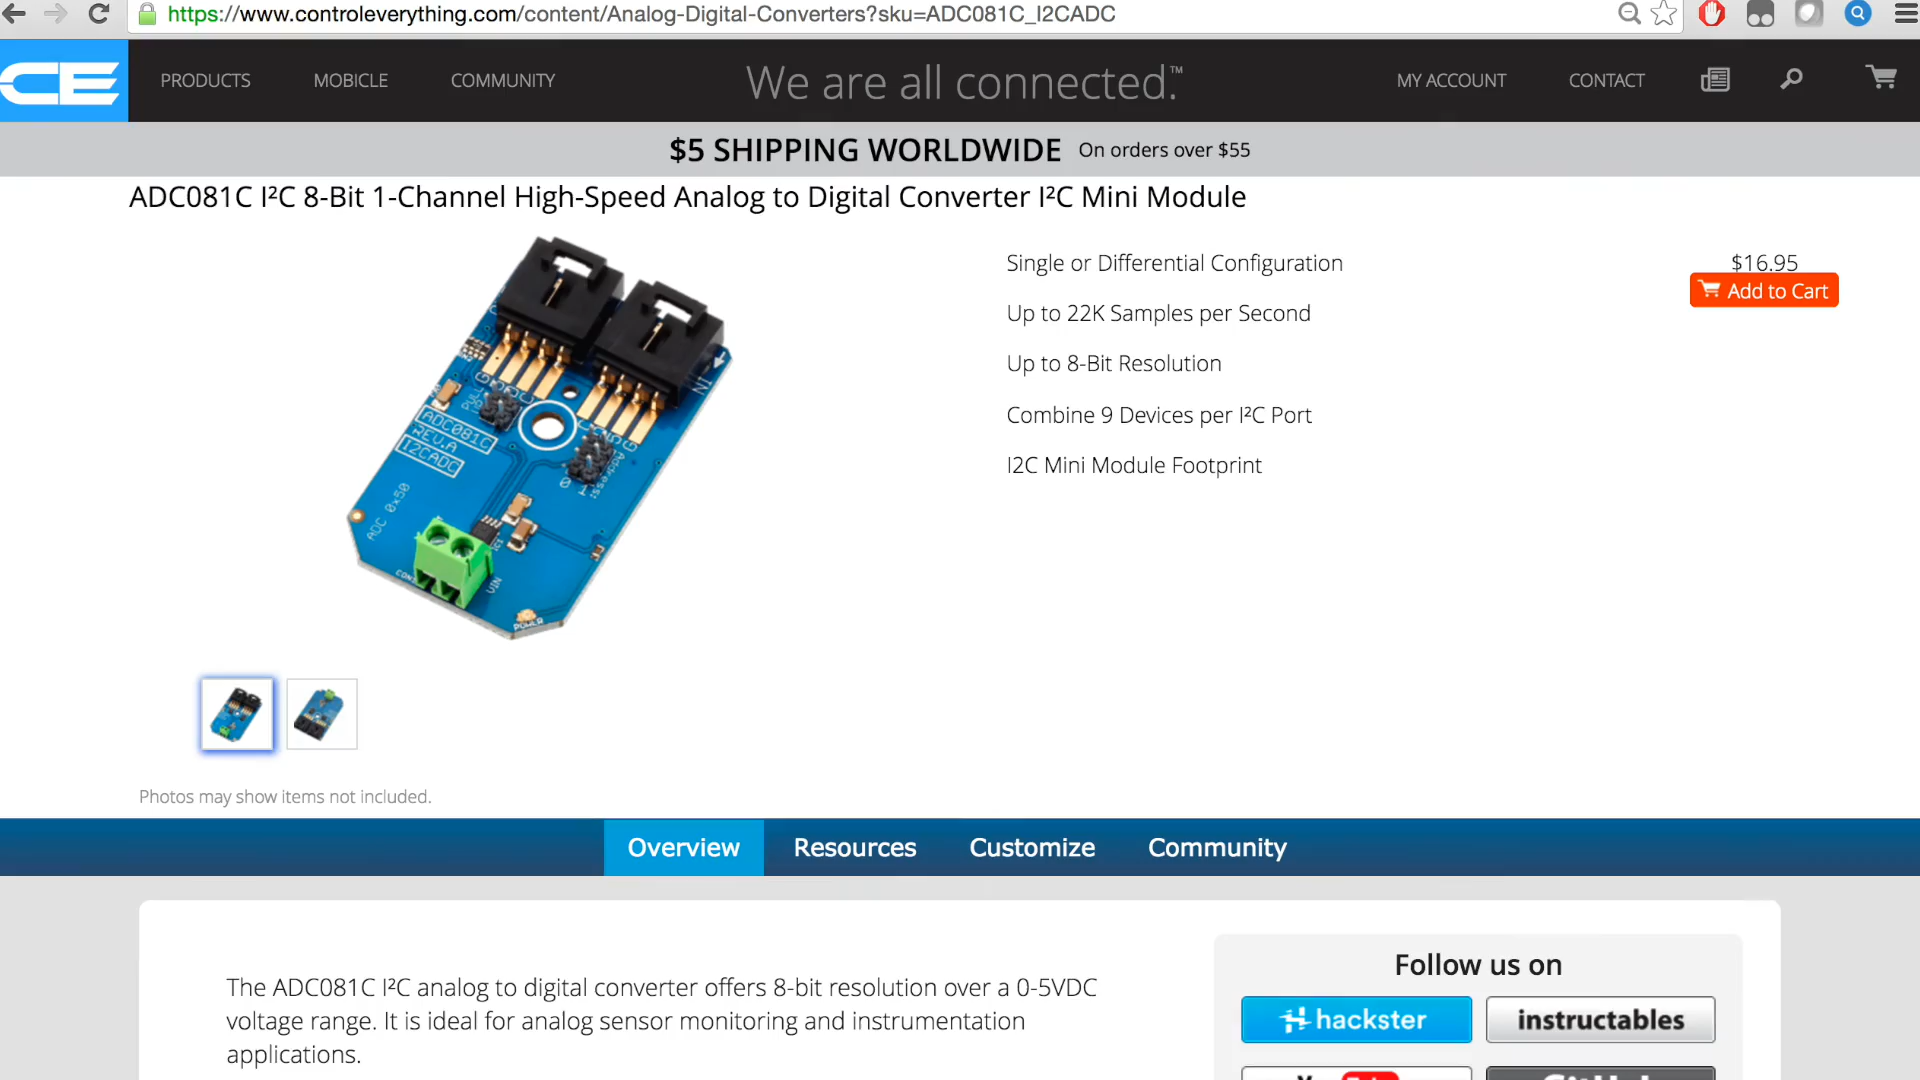 https://www.controleverything.com/content/Analog-Digital-Converters?sku=ADC081C_I2CADC
CE
PRODUCTS
MOBICLE
COMMUNITY
We are all connected.™
MY ACCOUNT
CONTACT
$5 SHIPPING WORLDWIDE On orders over $55
ADC081C I²C 8-Bit 1-Channel High-Speed Analog to Digital Converter I²C Mini Module
IN
ADC081C
REV.A
I2CADC
ADC 0x50
VIN
POWER
Single or Differential Configuration
Up to 22K Samples per Second
Up to 8-Bit Resolution
Combine 9 Devices per I²C Port
I2C Mini Module Footprint
$16.95
Add to Cart
Photos may show items not included.
Overview
Resources
Customize
Community
The ADC081C I²C analog to digital converter offers 8-bit resolution over a 0-5VDC
voltage range. It is ideal for analog sensor monitoring and instrumentation
applications.
Follow us on
hackster
instructables